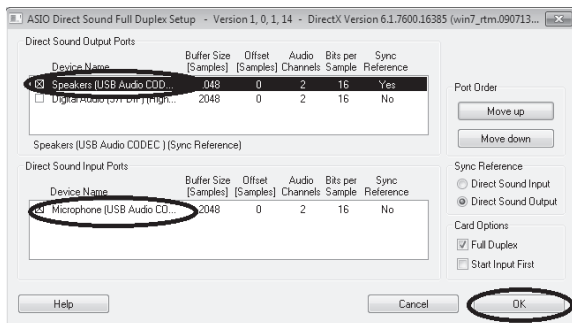 ASIO Direct Sound Full Duplex Setup - Version 1, 0, 1, 14 - DirectX Version 6.1.7600.16385 (win7_rtm.090713...
Direct Sound Output Ports
Device Name Buffer Size [Samples] Offset [Samples] Audio Channels Bits per Sample Sync Reference
Speakers (USB Audio COD... 048 0 2 16 Yes
Digital Audio (S/PDIF) (High... 2048 0 2 16 No
Speakers (USB Audio CODEC ) (Sync Reference)
Direct Sound Input Ports
Device Name Buffer Size [Samples] Offset [Samples] Audio Channels Bits per Sample Sync Reference
Microphone (USB Audio CO... 2048 0 2 16 No
Port Order
Move up
Move down
Sync Reference
Direct Sound Input
Direct Sound Output
Card Options
Full Duplex
Start Input First
Help
Cancel
OK